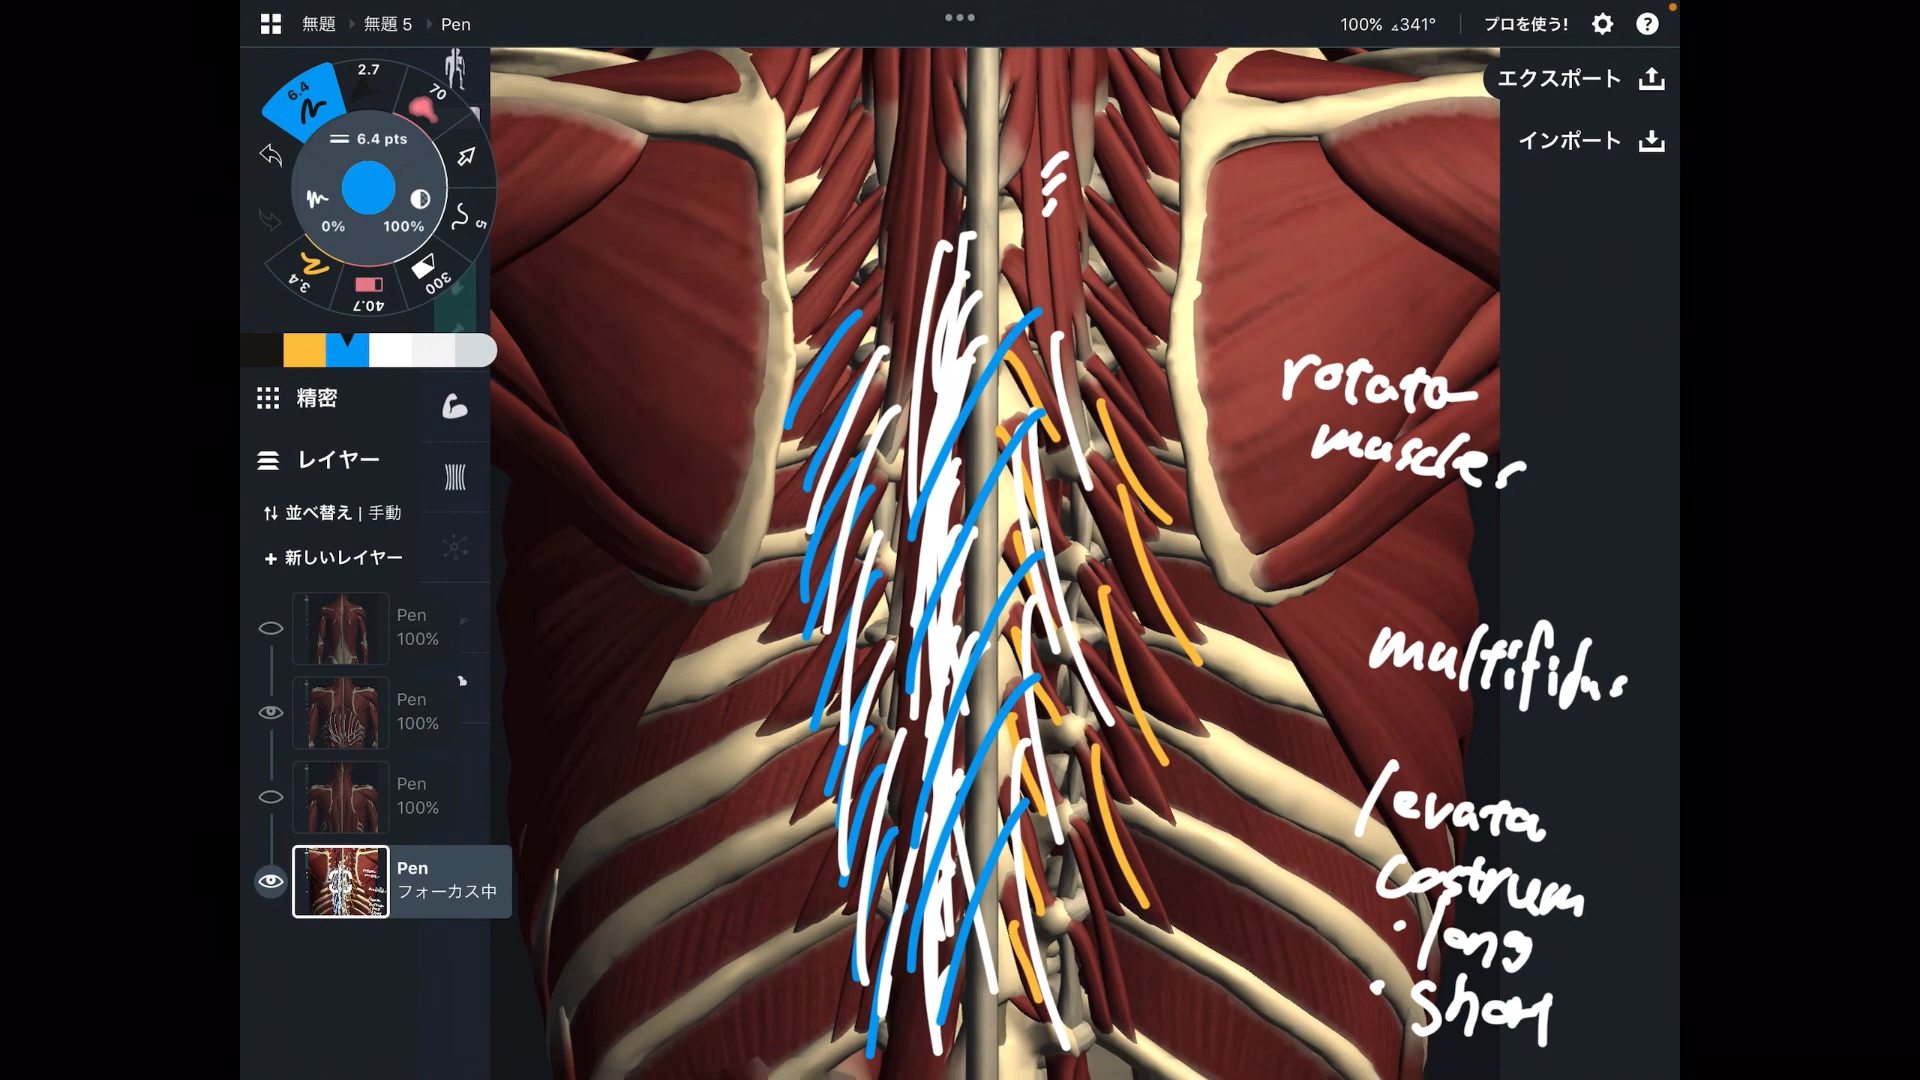 無題 無題 5 Pen
100% ⊿341°
プロを使う!
エクスポート
インポート
6.4
2.7
70
6.4 pts
0%
100%
5
300
40.7
3.4
精密
レイヤー
並べ替え | 手動
+ 新しいレイヤー
Pen
100%
Pen
100%
Pen
100%
Pen
フォーカス中
rotato
muscles
multifidus
levato
costrum
・long
・short